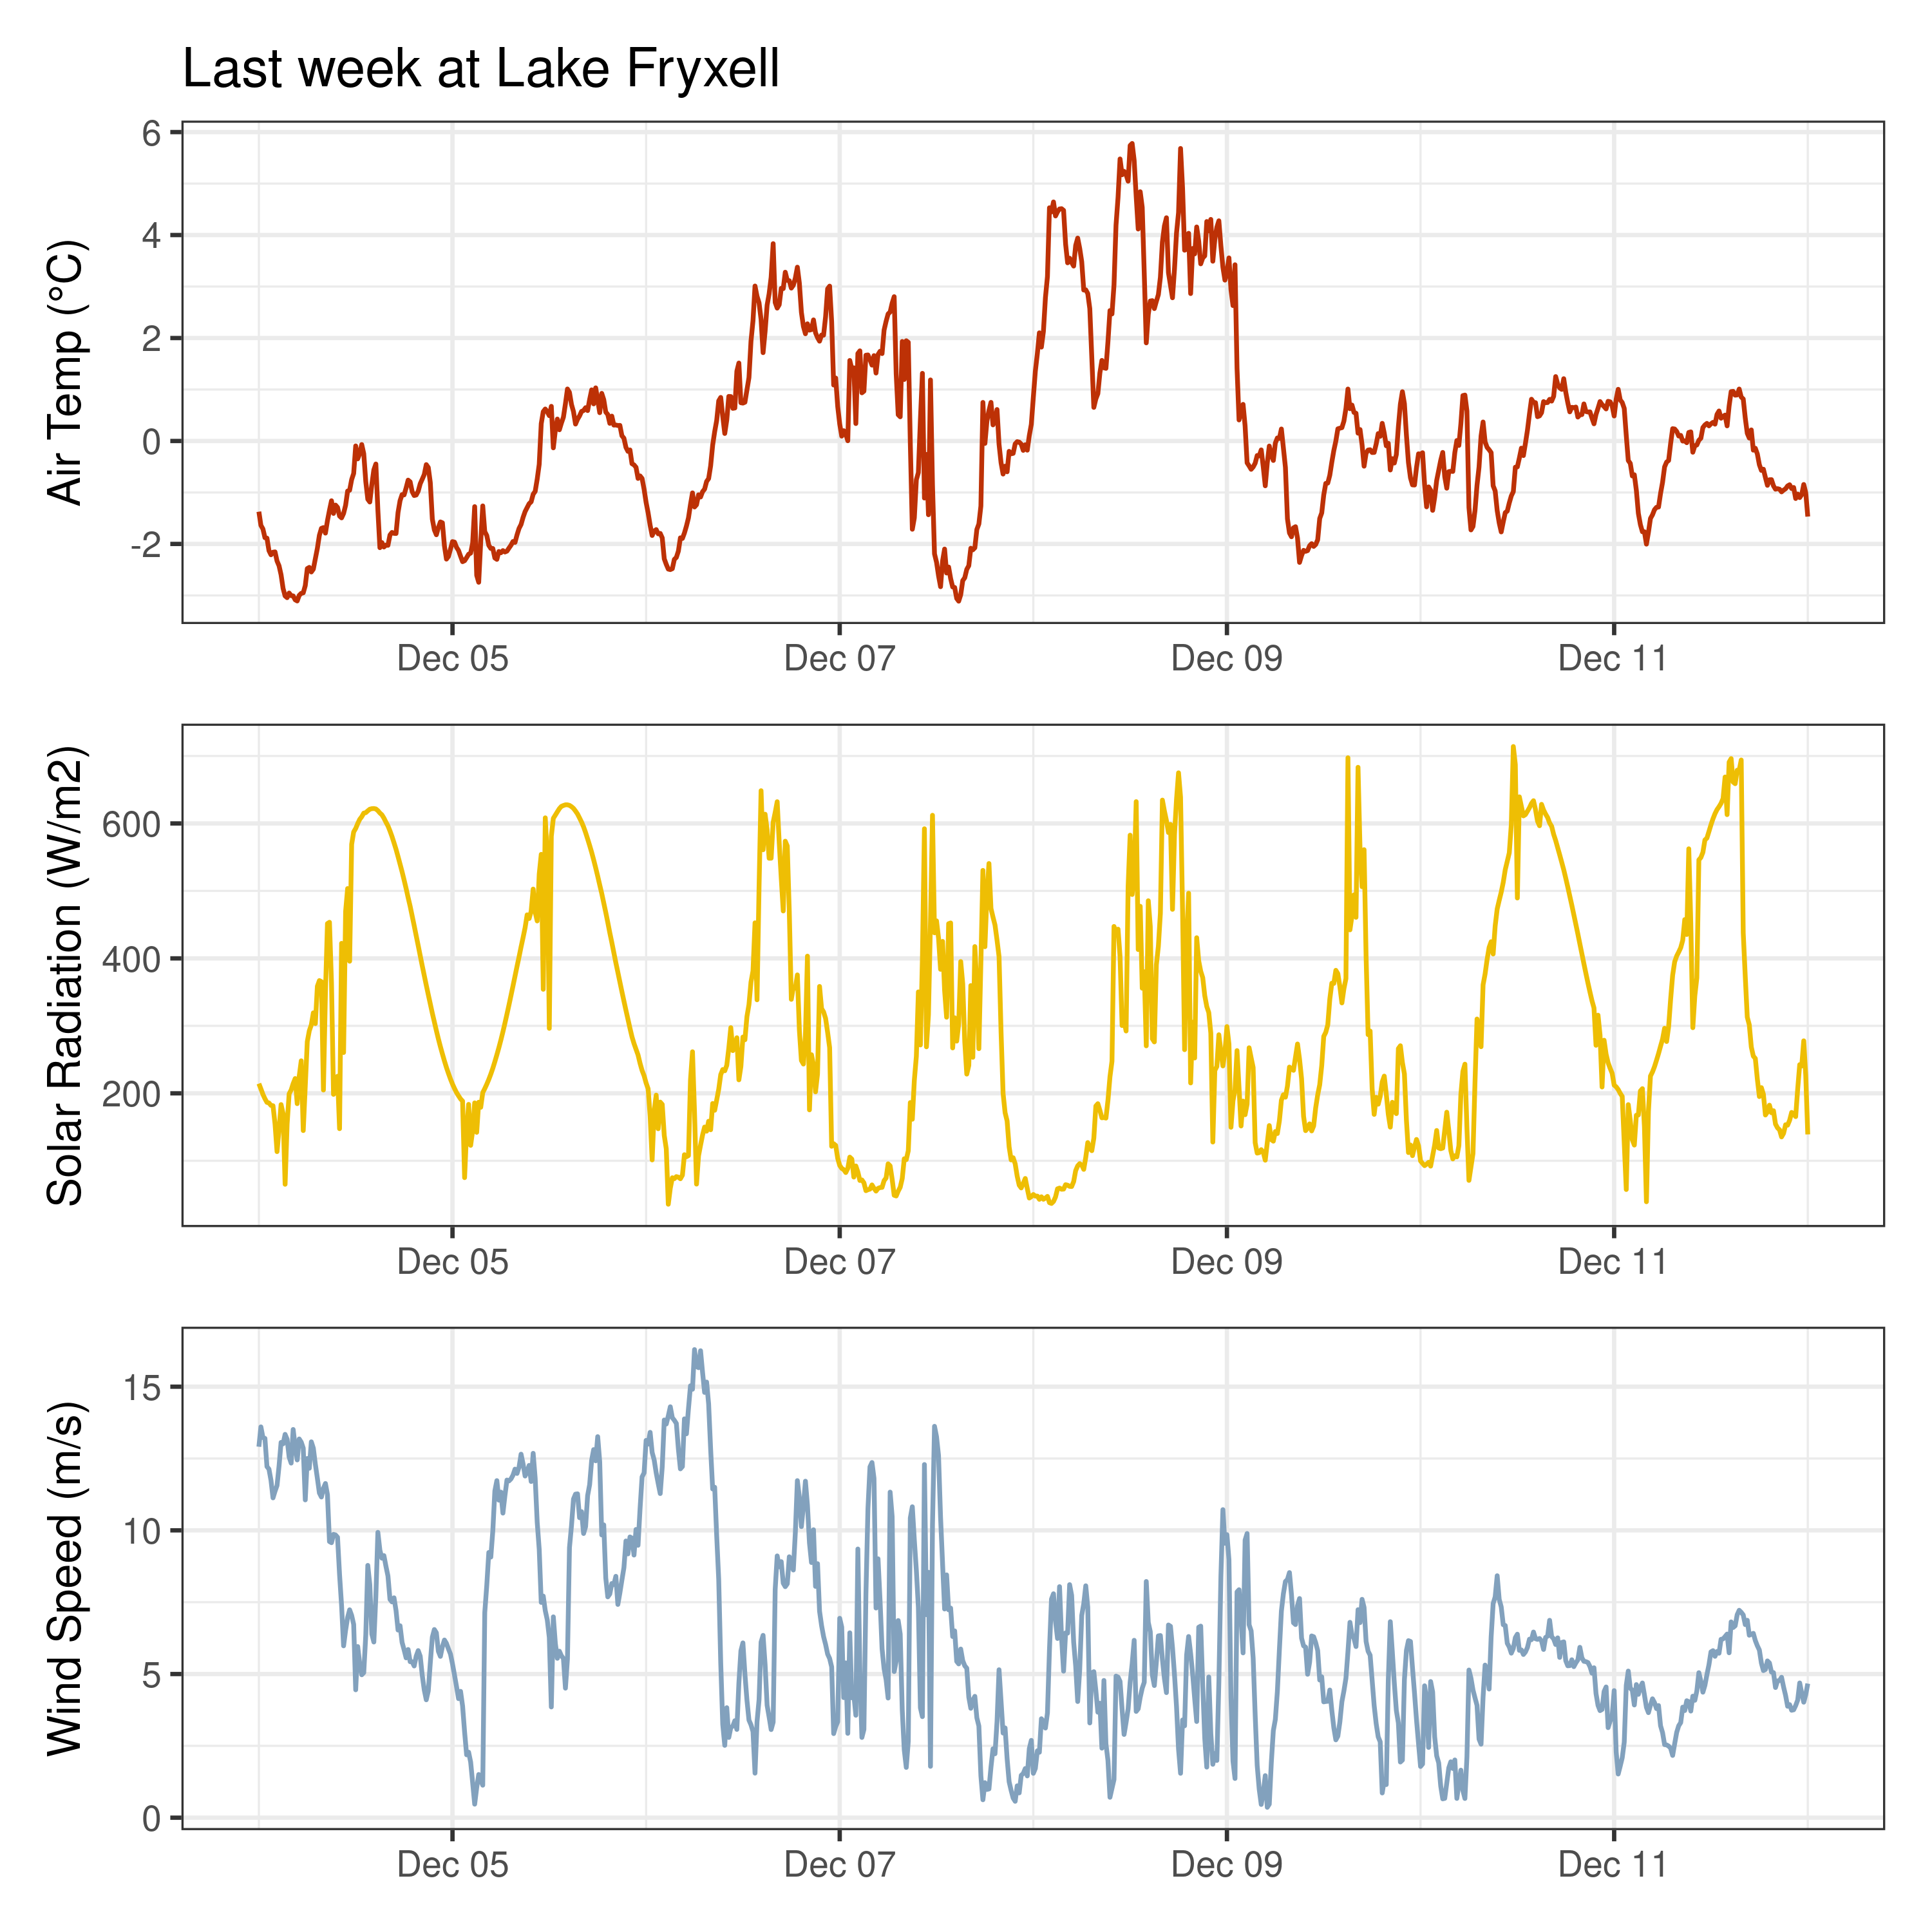 Last week at Lake Fryxell
Air Temp (°C)
6
4
2
0
-2
Dec 05 Dec 07 Dec 09 Dec 11
Solar Radiation (W/m2)
600
400
200
Dec 05 Dec 07 Dec 09 Dec 11
Wind Speed (m/s)
15
10
5
0
Dec 05 Dec 07 Dec 09 Dec 11